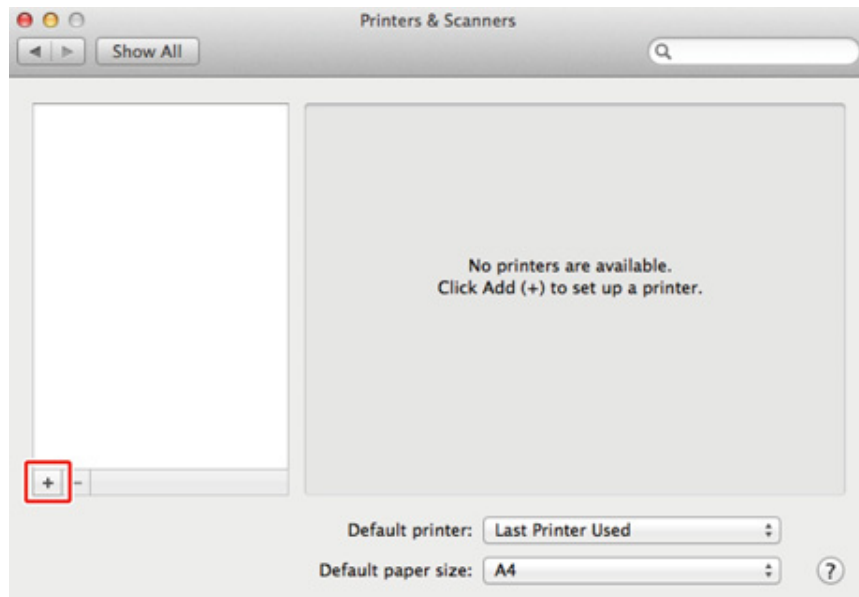 Printers & Scanners
Show All
No printers are available.
Click Add (+) to set up a printer.
+ -
Default printer: Last Printer Used
Default paper size: A4 ?